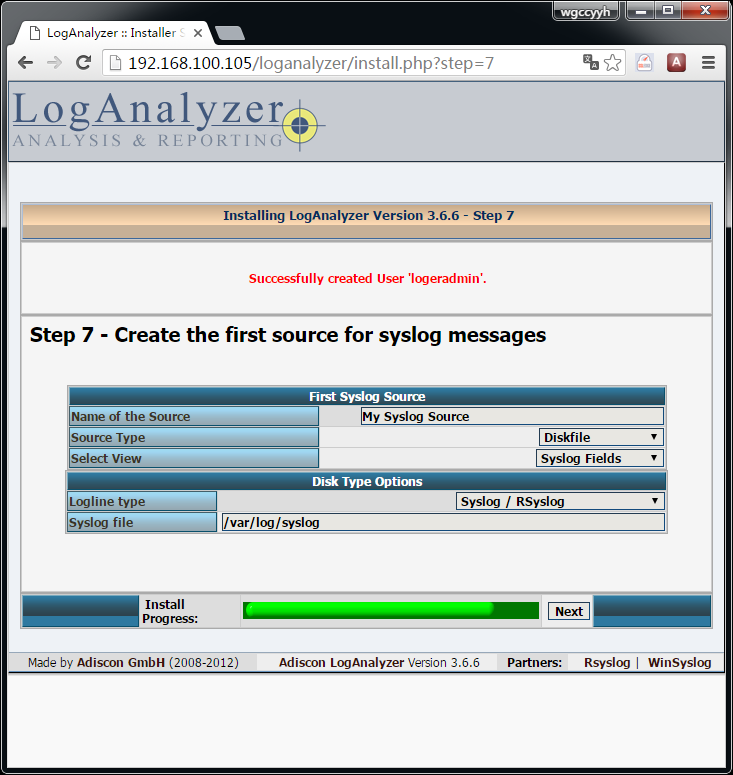 wgccyyh
LogAnalyzer :: Installer S
192.168.100.105/loganalyzer/install.php?step=7
LogAnalyzer
ANALYSIS & REPORTING
Installing LogAnalyzer Version 3.6.6 - Step 7
Successfully created User 'logeradmin'.
Step 7 - Create the first source for syslog messages
First Syslog Source
Name of the Source My Syslog Source
Source Type Diskfile
Select View Syslog Fields
Disk Type Options
Logline type Syslog / RSyslog
Syslog file /var/log/syslog
Install
Progress:
Next
Made by Adiscon GmbH (2008-2012) Adiscon LogAnalyzer Version 3.6.6 Partners: Rsyslog | WinSyslog